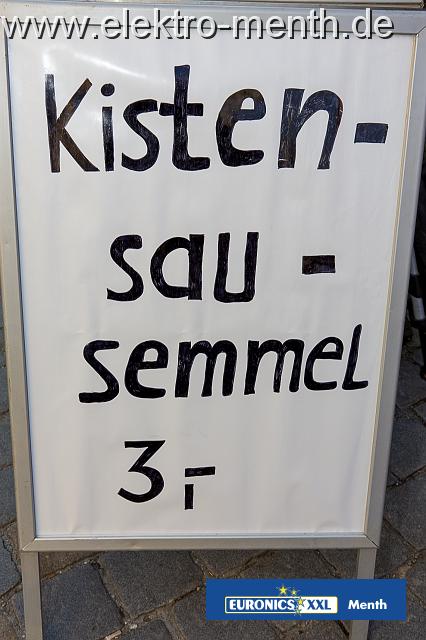 www.elektro-menth.de
Kisten-
sau-
semmel
3,-
EURONICS XXL Menth